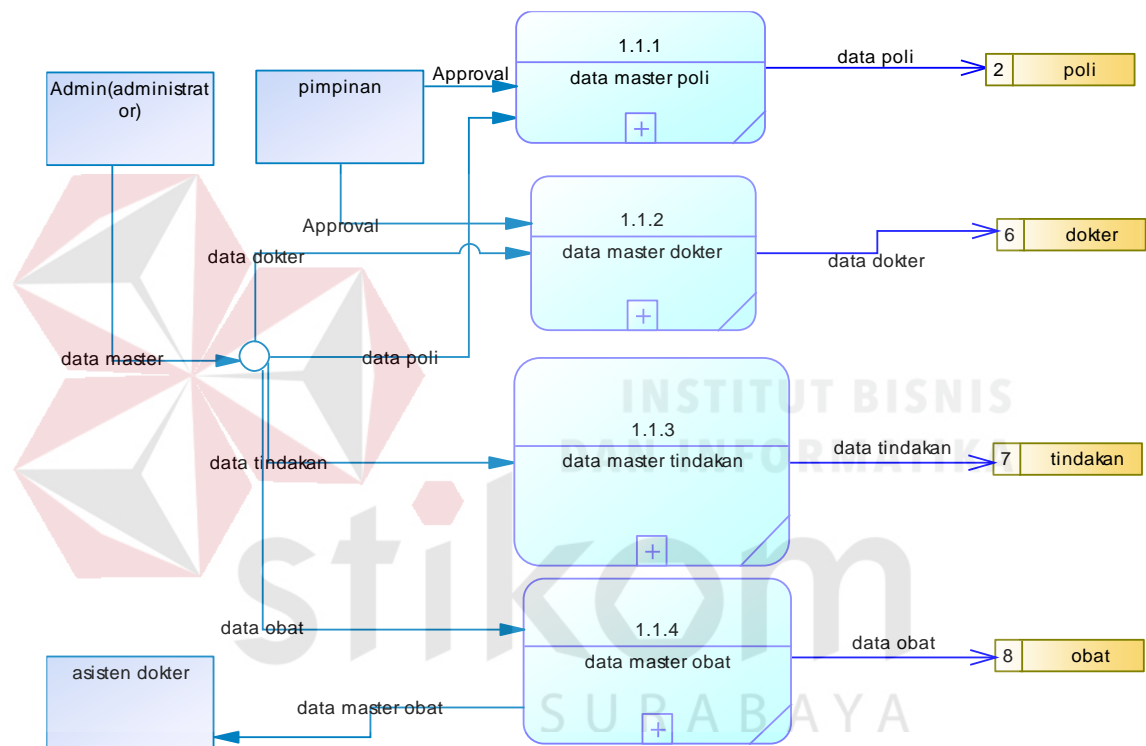 1.1.1
data master poli
Approval
data poli
2
poli
Admin(administrat
or)
pimpinan
1.1.2
data master dokter
Approval
data dokter
data dokter
6
dokter
data master
data poli
INSTITUT BISNIS
DAN INFORMATIKA
1.1.3
data master tindakan
data tindakan
data tindakan
7
tindakan
stikom
SURABAYA
1.1.4
data master obat
data obat
data obat
8
obat
asisten dokter
data master obat